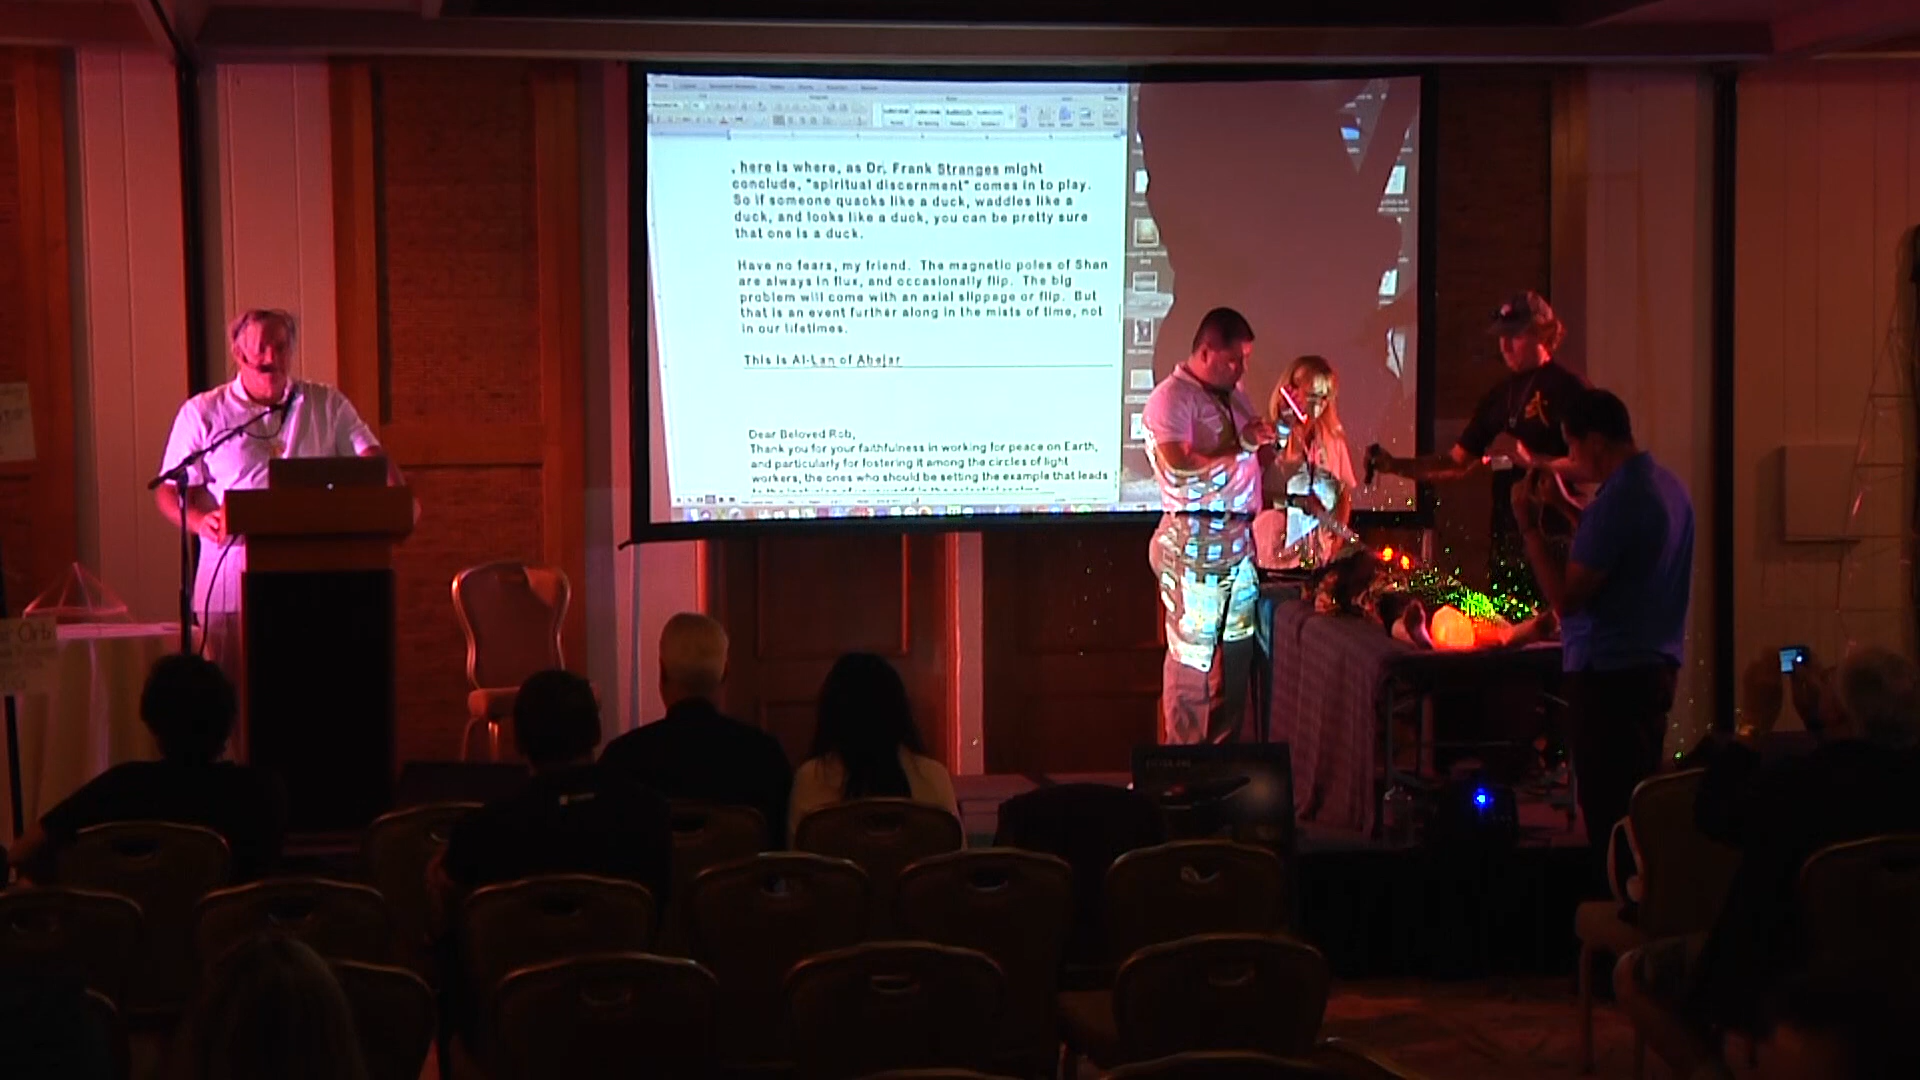 , here is where, as Dr. Frank Stranges might
conclude, "spiritual discernment" comes in to play.
So if someone quacks like a duck, waddles like a
duck, and looks like a duck, you can be pretty sure
that one is a duck.
Have no fears, my friend. The magnetic poles of Shan
are always in flux, and occasionally flip. The big
problem will come with an axial slippage or flip. But
that is an event further along in the mists of time, not
in our lifetimes.
This is Al-Lan of Abejar
Dear Beloved Rob,
Thank you for your faithfulness in working for peace on Earth,
and particularly for fostering it among the circles of light
workers, the ones who should be setting the example that leads
Orb